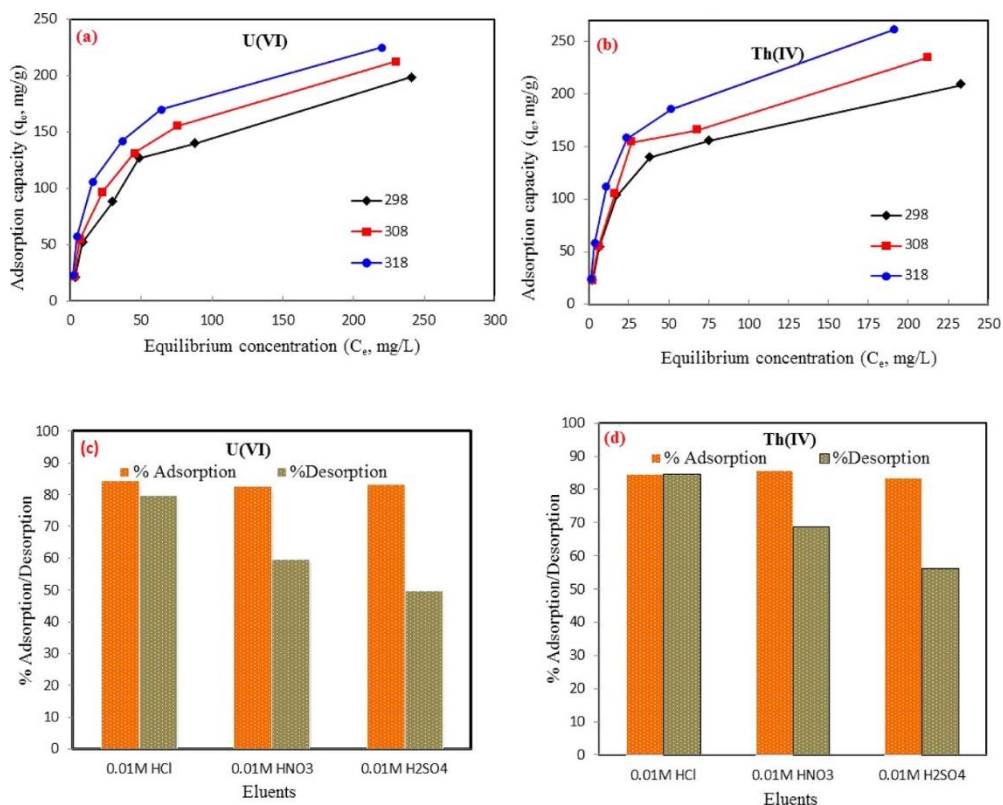 (a)
U(VI)
250
200
150
100
50
0
Adsorption capacity (qe, mg/g)
298
308
318
0 50 100 150 200 250 300
Equilibrium concentration (Ce, mg/L)
(b)
Th(IV)
250
200
150
100
50
0
Adsorption capacity (qe, mg/g)
298
308
318
0 25 50 75 100 125 150 175 200 225 250
Equilibrium concentration (Ce, mg/L)
(c)
U(VI)
% Adsorption %Desorption
100
90
80
70
60
50
40
30
20
10
0
% Adsorption/Desorption
0.01M HCl 0.01M HNO3 0.01M H2SO4
Eluents
(d)
Th(IV)
% Adsorption %Desorption
100
90
80
70
60
50
40
30
20
10
0
% Adsorption/Desorption
0.01M HCl 0.01M HNO3 0.01M H2SO4
Eluents